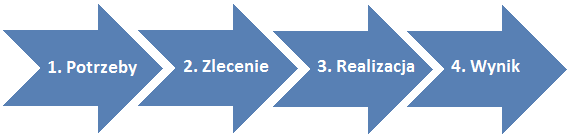 1. Potrzeby
2. Zlecenie
3. Realizacja
4. Wynik